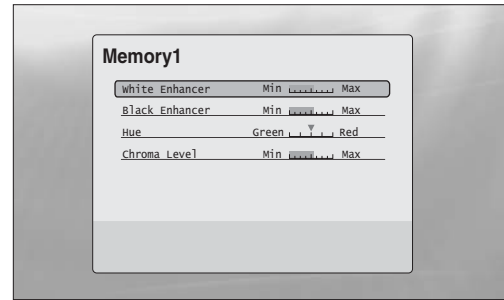 Memory1
White Enhancer Min Max
Black Enhancer Min Max
Hue Green Red
Chroma Level Min Max